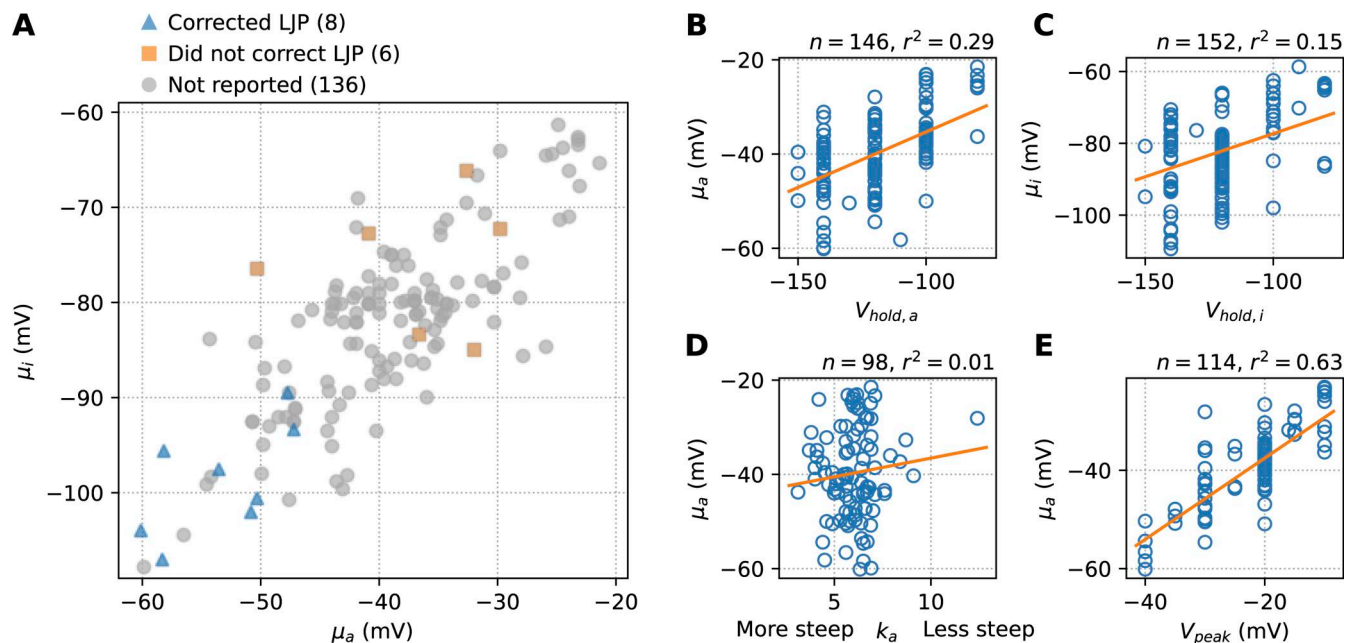 A
Corrected LJP (8)
Did not correct LJP (6)
Not reported (136)
−60
−70
−80
−90
−100
μi (mV)
−60
−50
−40
−30
−20
μa (mV)
B
n = 146, r² = 0.29
−20
−40
−60
μa (mV)
−150
−100
Vhold, a
C
n = 152, r² = 0.15
−60
−80
−100
μi (mV)
−150
−100
Vhold, i
D
n = 98, r² = 0.01
−20
−40
−60
μa (mV)
5
10
More steep ka Less steep
E
n = 114, r² = 0.63
−40
−60
μa (mV)
−40
−20
Vpeak (mV)